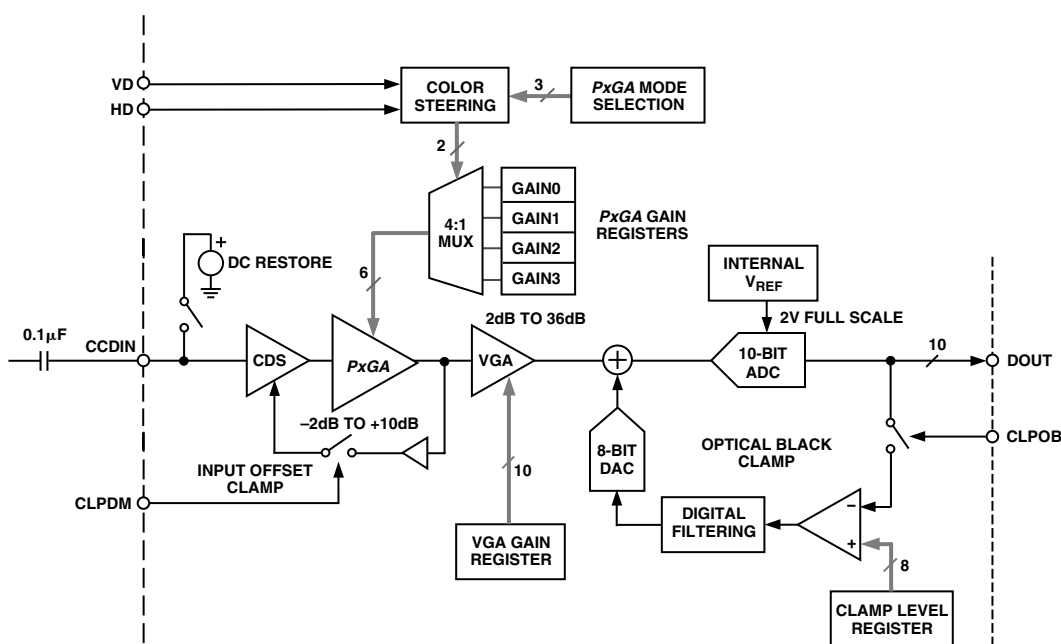 VD
HD
COLOR
STEERING
3
PxGA MODE
SELECTION
2
4:1
MUX
GAIN0
GAIN1
GAIN2
GAIN3
PxGA GAIN
REGISTERS
6
+
DC RESTORE
INTERNAL
VREF
2V FULL SCALE
2dB TO 36dB
0.1μF
CCDIN
CDS
PxGA
VGA
+
10-BIT
ADC
10
DOUT
–2dB TO +10dB
INPUT OFFSET
CLAMP
CLPDM
10
VGA GAIN
REGISTER
8-BIT
DAC
OPTICAL BLACK
CLAMP
CLPOB
DIGITAL
FILTERING
–
+
8
CLAMP LEVEL
REGISTER